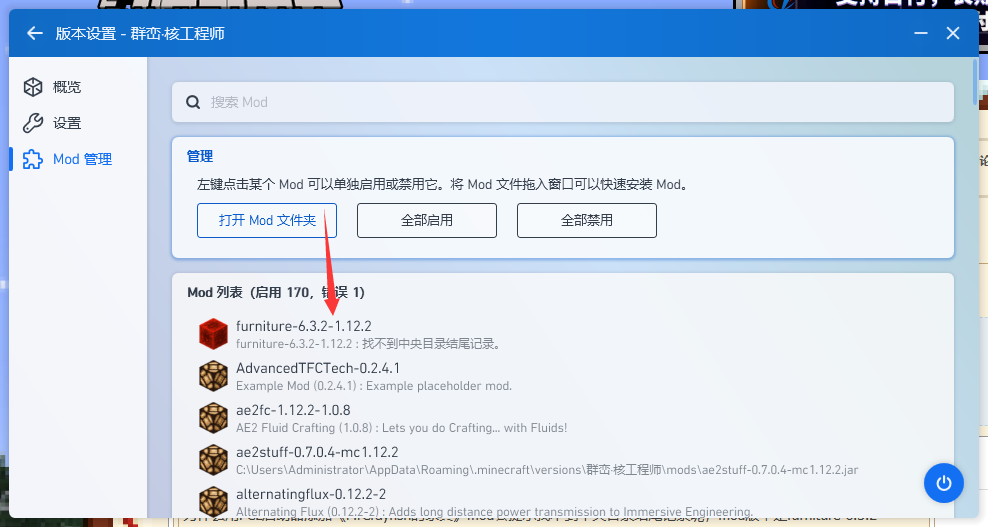 版本设置 - 群峦·核工程师
概览
设置
Mod 管理
搜索 Mod
管理
左键点击某个 Mod 可以单独启用或禁用它。将 Mod 文件拖入窗口可以快速安装 Mod。
打开 Mod 文件夹
全部启用
全部禁用
Mod 列表（启用 170，错误 1）
furniture-6.3.2-1.12.2
furniture-6.3.2-1.12.2 : 找不到中央目录结尾记录。
AdvancedTFCTech-0.2.4.1
Example Mod (0.2.4.1) : Example placeholder mod.
ae2fc-1.12.2-1.0.8
AE2 Fluid Crafting (1.0.8) : Lets you do Crafting... with Fluids!
ae2stuff-0.7.0.4-mc1.12.2
C:\Users\Administrator\AppData\Roaming\.minecraft\versions\群峦·核工程师\mods\ae2stuff-0.7.0.4-mc1.12.2.jar
alternatingflux-0.12.2-2
Alternating Flux (0.12.2-2) : Adds long distance power transmission to Immersive Engineering.